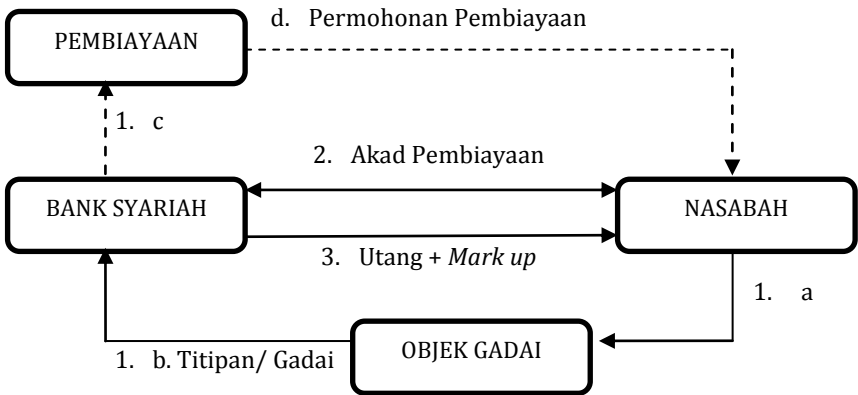 d. Permohonan Pembiayaan
PEMBIAYAAN
1. c
2. Akad Pembiayaan
BANK SYARIAH
NASABAH
3. Utang + Mark up
1. a
OBJEK GADAI
1. b. Titipan/ Gadai